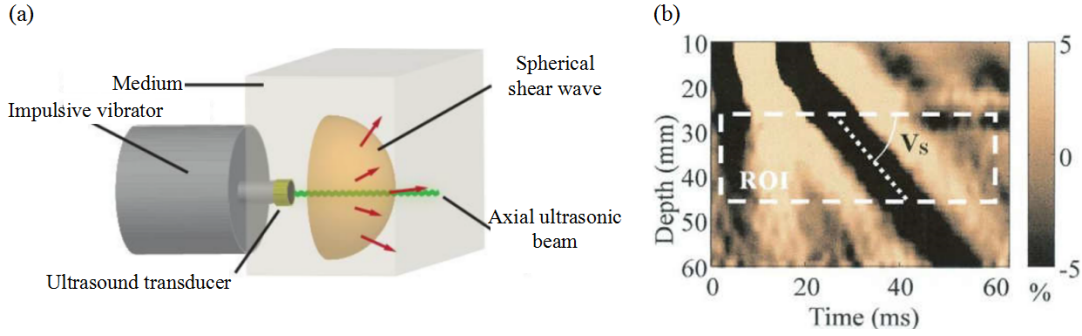 (a)
Medium
Impulsive vibrator
Spherical
shear wave
Axial ultrasonic
beam
Ultrasound transducer
(b)
10
20
30
40
50
60
Depth (mm)
ROI
Vs
0
20
40
60
Time (ms)
5
0
-5
%